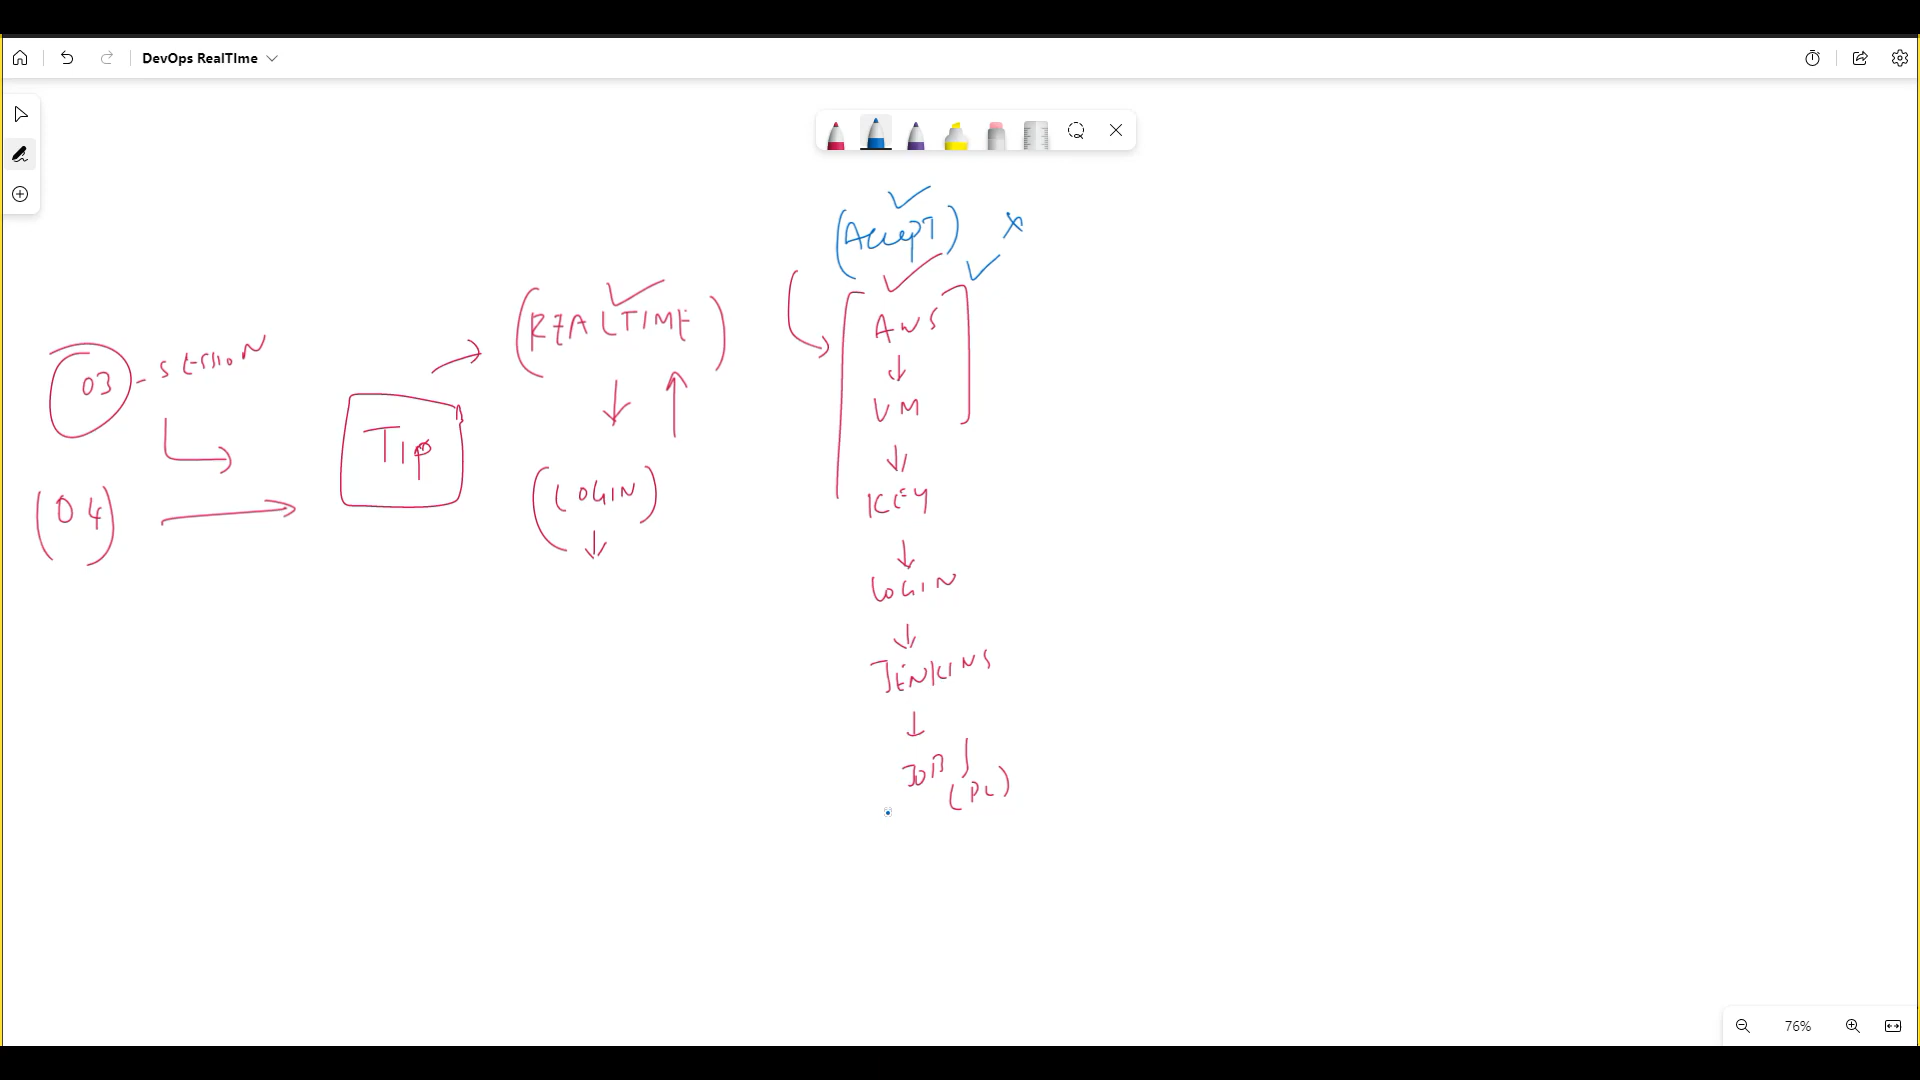 DevOps RealTIme
(Accept) x
03 - SESSION
(04)
Tip
(REALTIME)
(LOGIN)
AWS
VM
KEY
LOGIN
JENKINS
JOB
(PL)
76%